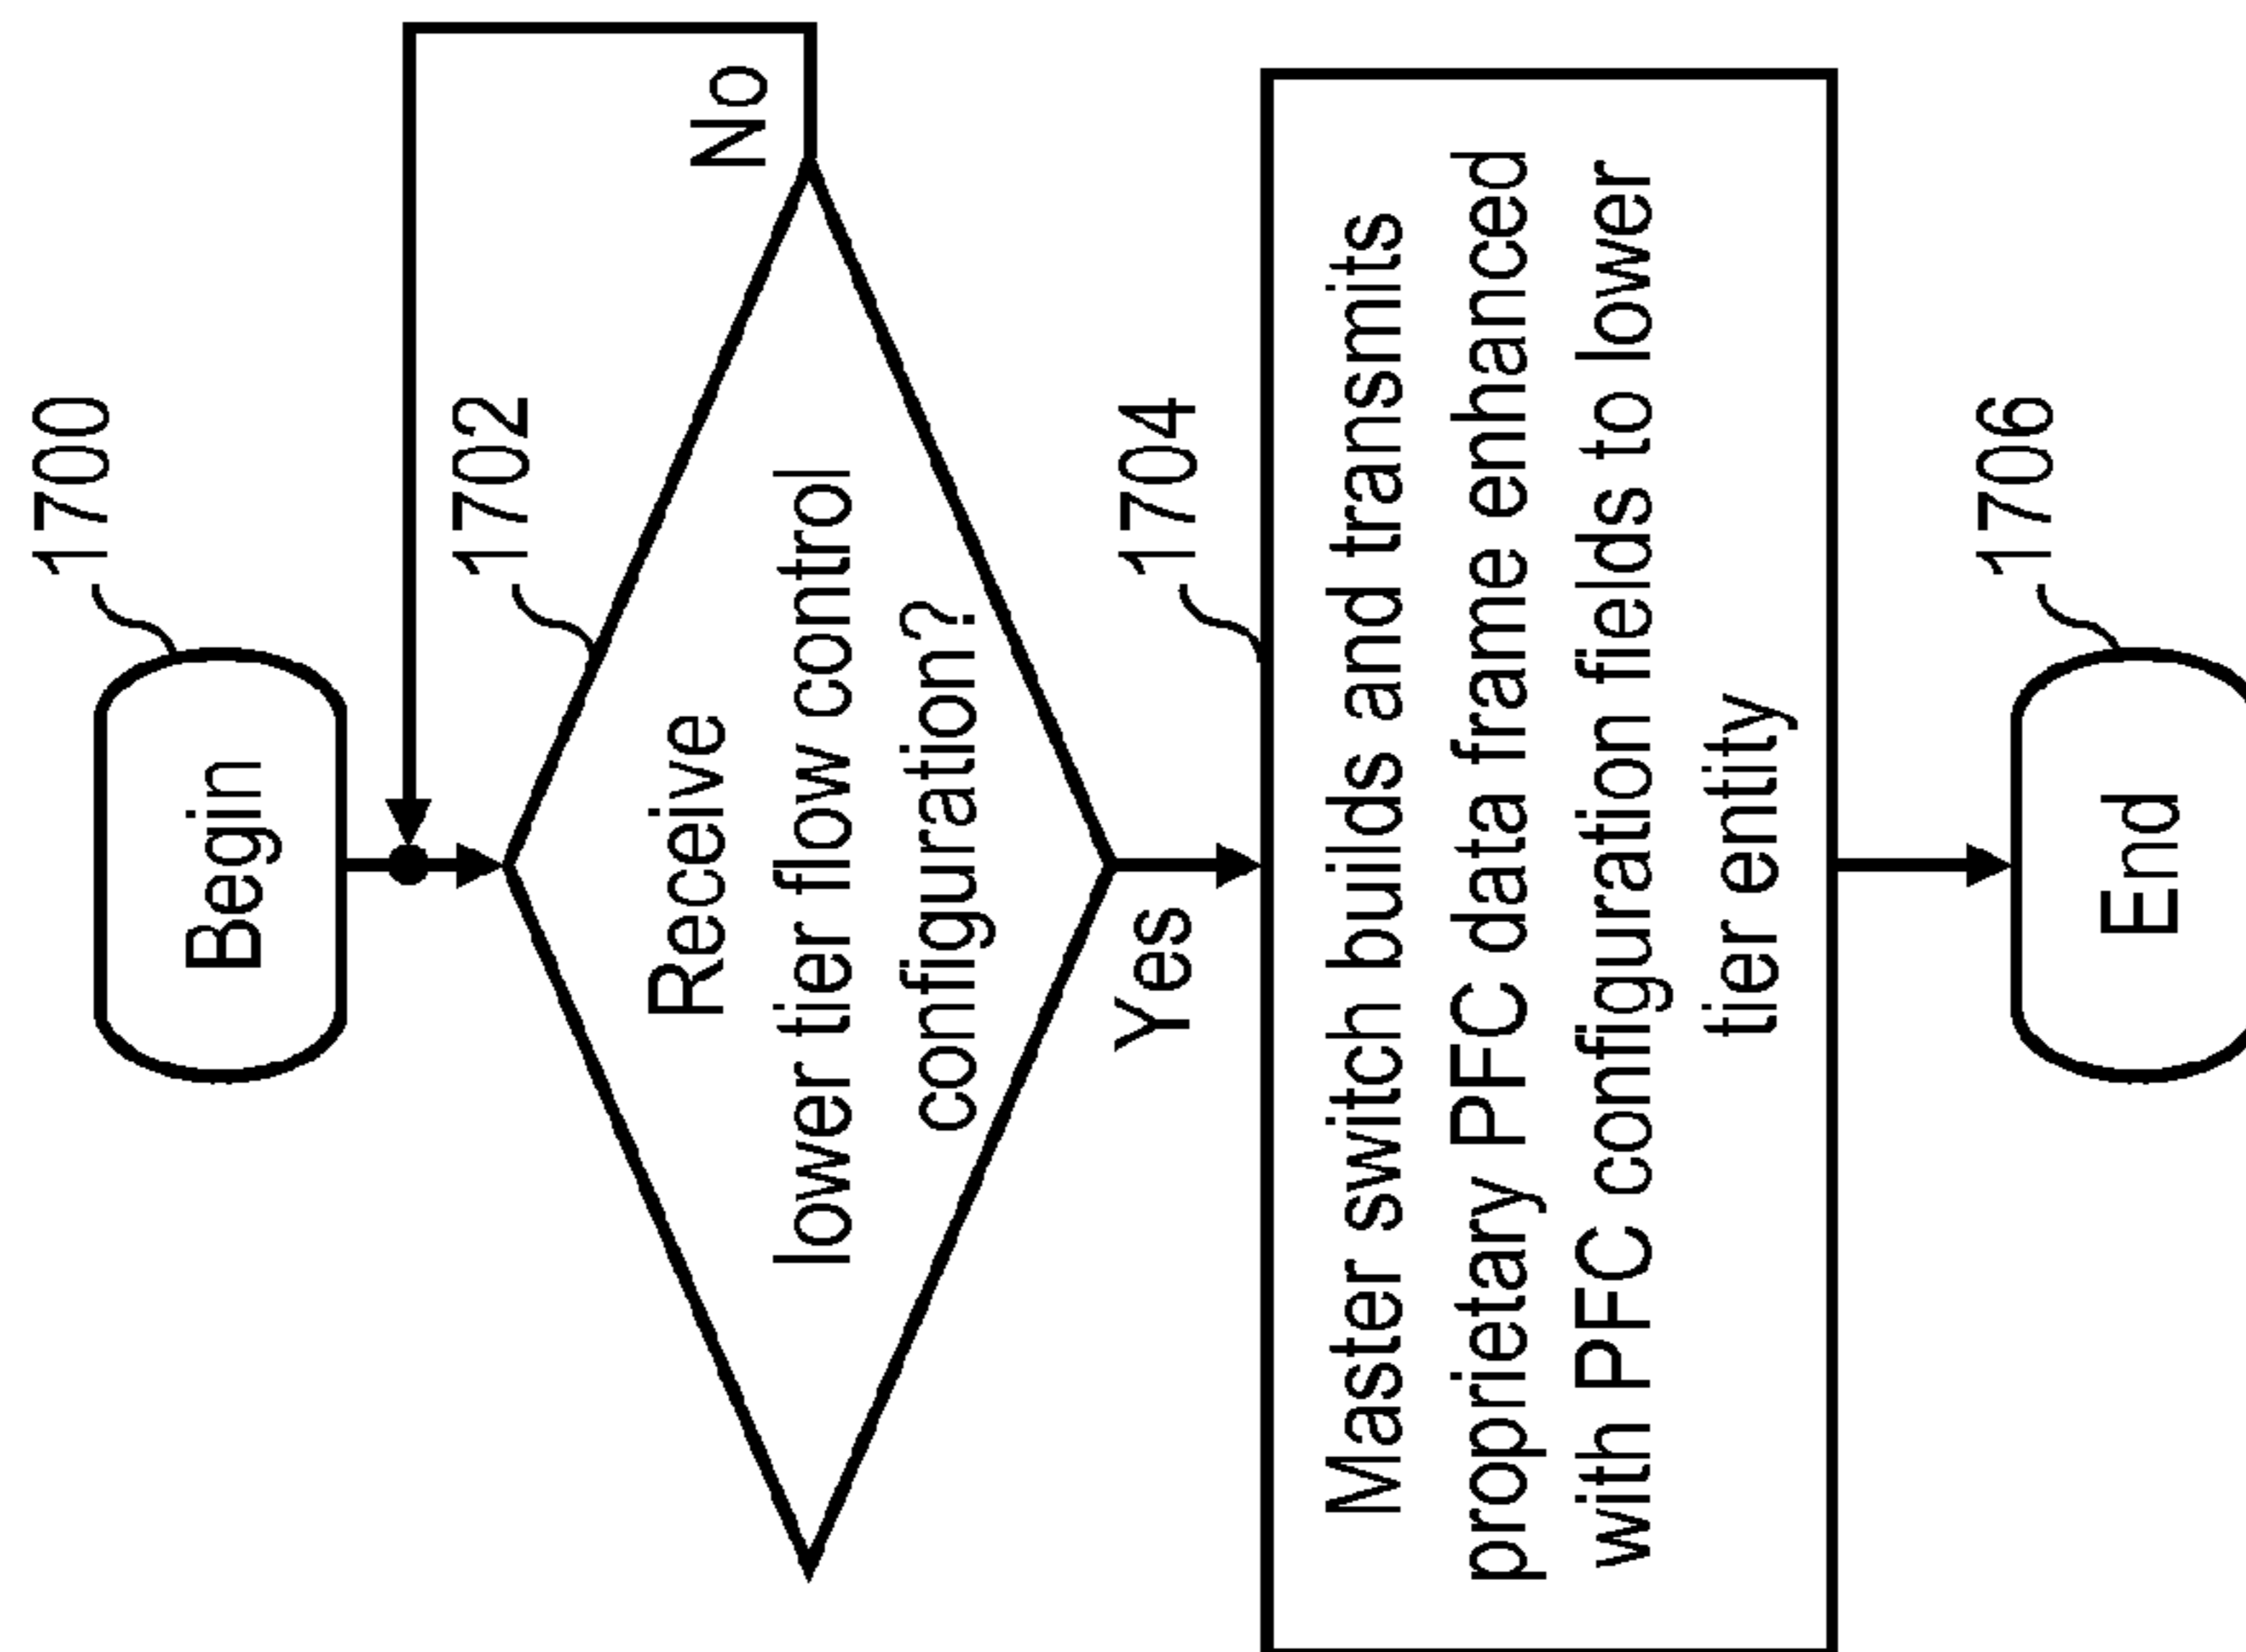 1700
Begin
No
1702
Receive
lower tier flow control
configuration?
Yes
1704
Master switch builds and transmits
proprietary PFC data frame enhanced
with PFC configuration fields to lower
tier entity
1706
End